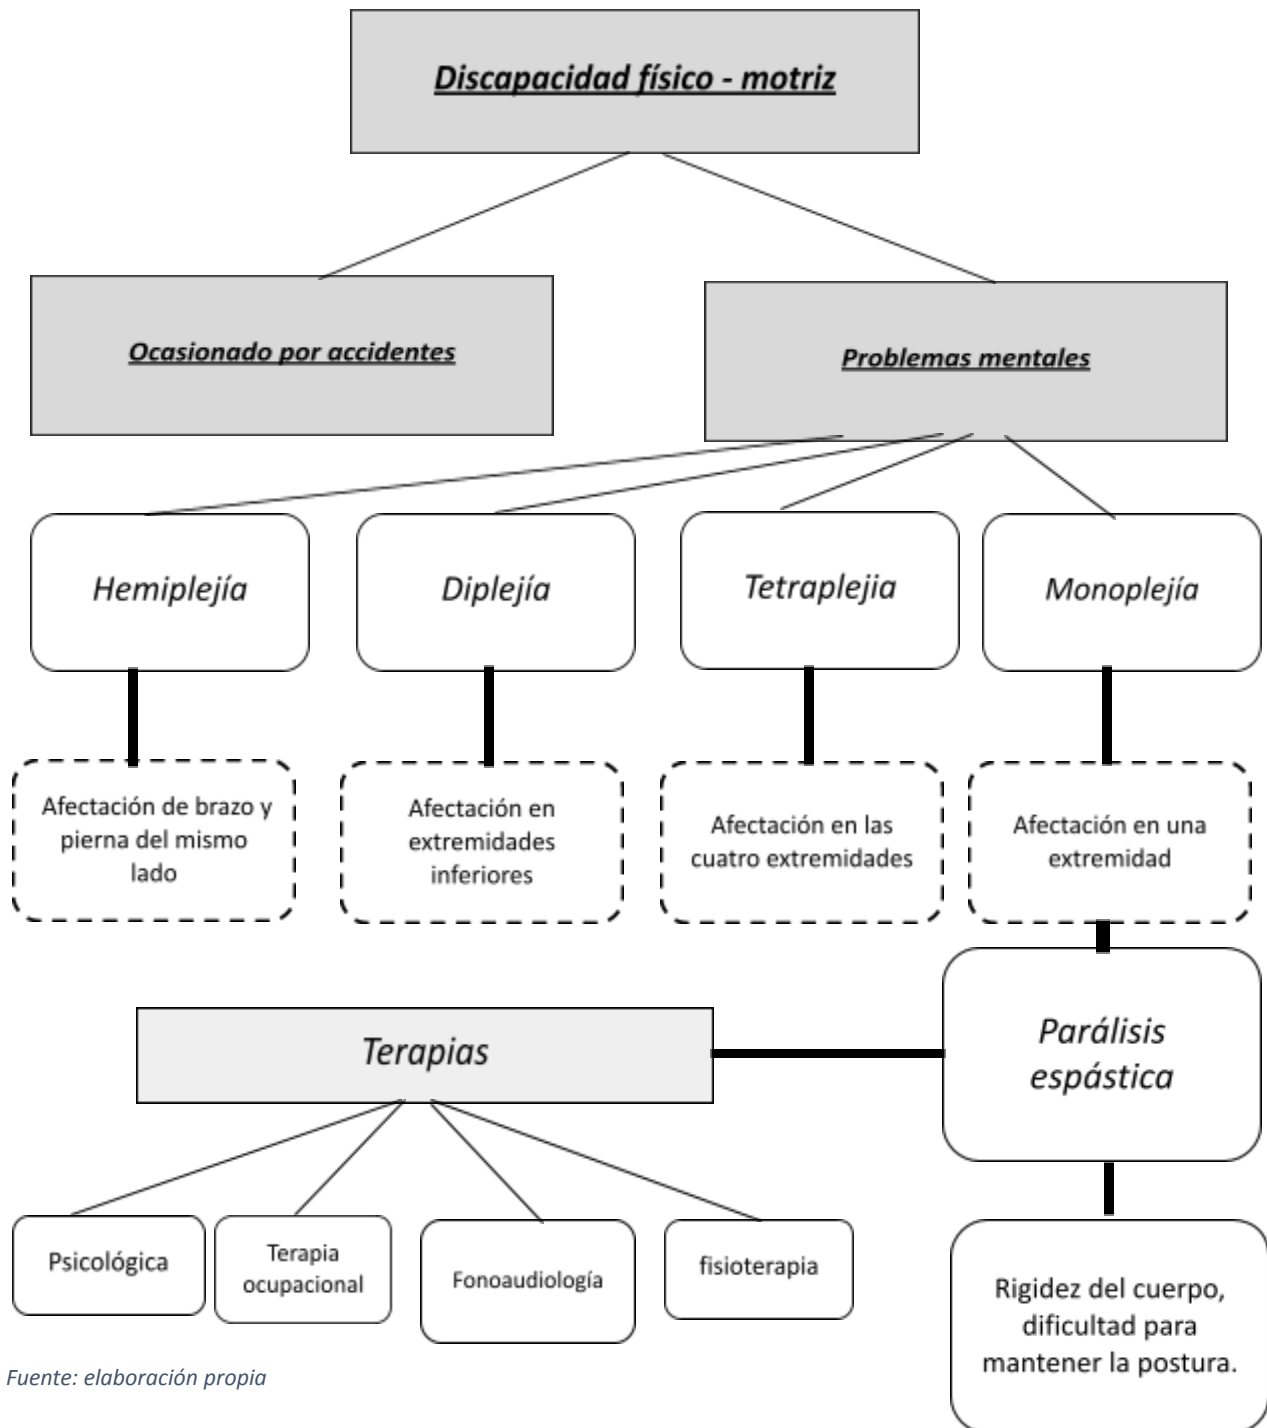 Discapacidad físico - motriz
Ocasionado por accidentes
Problemas mentales
Hemiplejía
Diplejía
Tetraplejia
Monoplejía
Afectación de brazo y
pierna del mismo
lado
Afectación en
extremidades
inferiores
Afectación en las
cuatro extremidades
Afectación en una
extremidad
Parálisis
espástica
Terapias
Psicológica
Terapia
ocupacional
Fonoaudiología
fisioterapia
Rigidez del cuerpo,
dificultad para
mantener la postura.
Fuente: elaboración propia